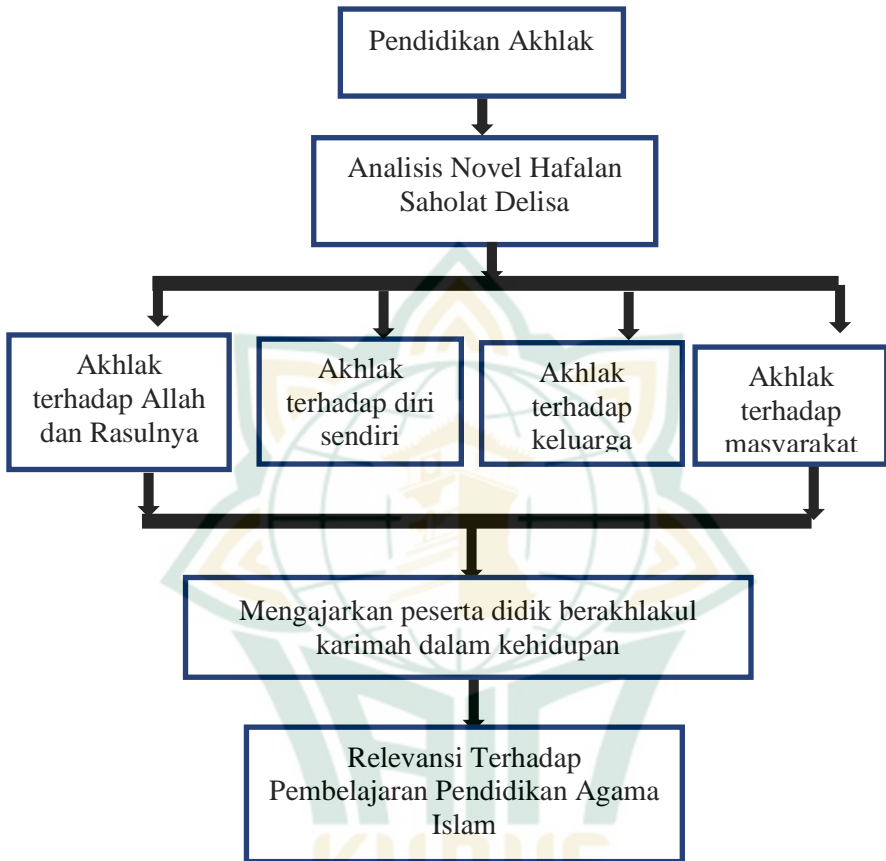 Pendidikan Akhlak
Analisis Novel Hafalan
Saholat Delisa
Akhlak
terhadap Allah
dan Rasulnya
Akhlak
terhadap diri
sendiri
Akhlak
terhadap
keluarga
Akhlak
terhadap
masyarakat
Mengajarkan peserta didik berakhlakul
karimah dalam kehidupan
Relevansi Terhadap
Pembelajaran Pendidikan Agama
Islam
KUDUS